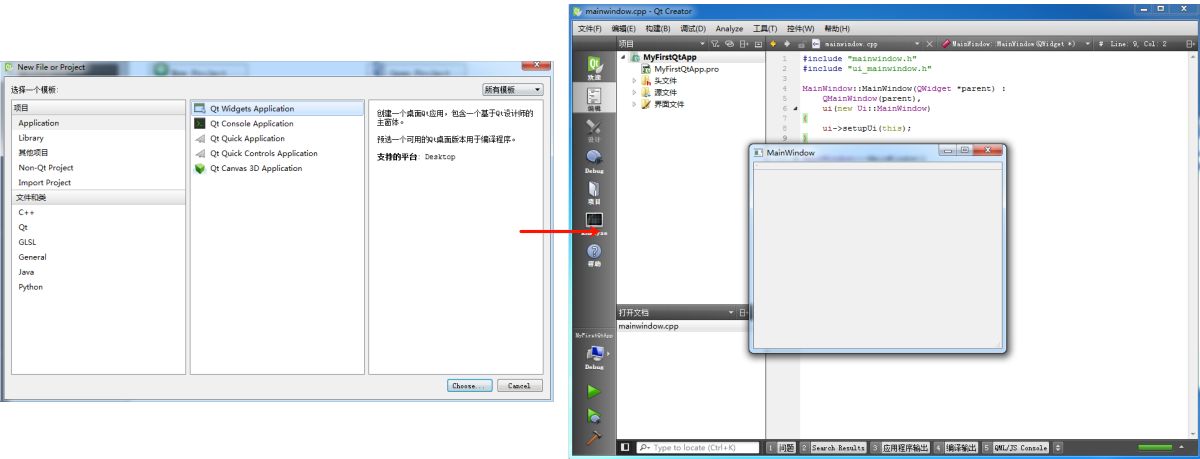 New File or Project
选择一个模板:
所有模板
项目
Application
Library
其他项目
Non-Qt Project
Import Project
文件和类
C++
Qt
GLSL
General
Java
Python
Qt Widgets Application
Qt Console Application
Qt Quick Application
Qt Quick Controls Application
Qt Canvas 3D Application
创建一个桌面Qt应用，包含一个基于Qt设计师的
主窗体。
预选一个可用的Qt桌面版本用于编译程序。
支持的平台: Desktop
Choose...
Cancel
mainwindow.cpp - Qt Creator
文件(F) 编辑(E) 构建(B) 调试(D) Analyze 工具(T) 控件(W) 帮助(H)
项目
mainwindow.cpp
MainWindow::MainWindow(QWidget *)
# Line: 9, Col: 2
欢迎
编辑
设计
Debug
项目
帮助
MyFirstQtApp
Debug
MyFirstQtApp
MyFirstQtApp.pro
头文件
源文件
界面文件
打开文档
mainwindow.cpp
1 #include "mainwindow.h"
2 #include "ui_mainwindow.h"
3
4 MainWindow::MainWindow(QWidget *parent) :
5 QMainWindow(parent),
6 ui(new Ui::MainWindow)
7 {
8 ui->setupUi(this);
9 }
MainWindow
Type to locate (Ctrl+K)
1 问题 2 Search Results 3 应用程序输出 4 编译输出 5 QML/JS Console